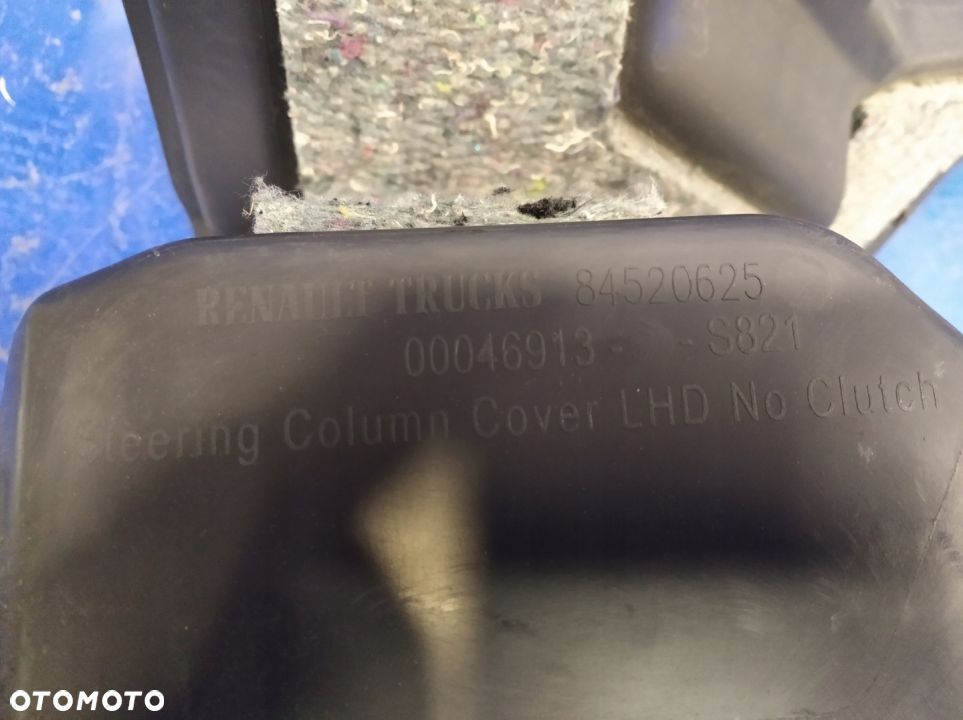 RENAULT TRUCKS 84520625
00046913- -S821
Steering Column Cover LHD No Clutch
OTOMOTO